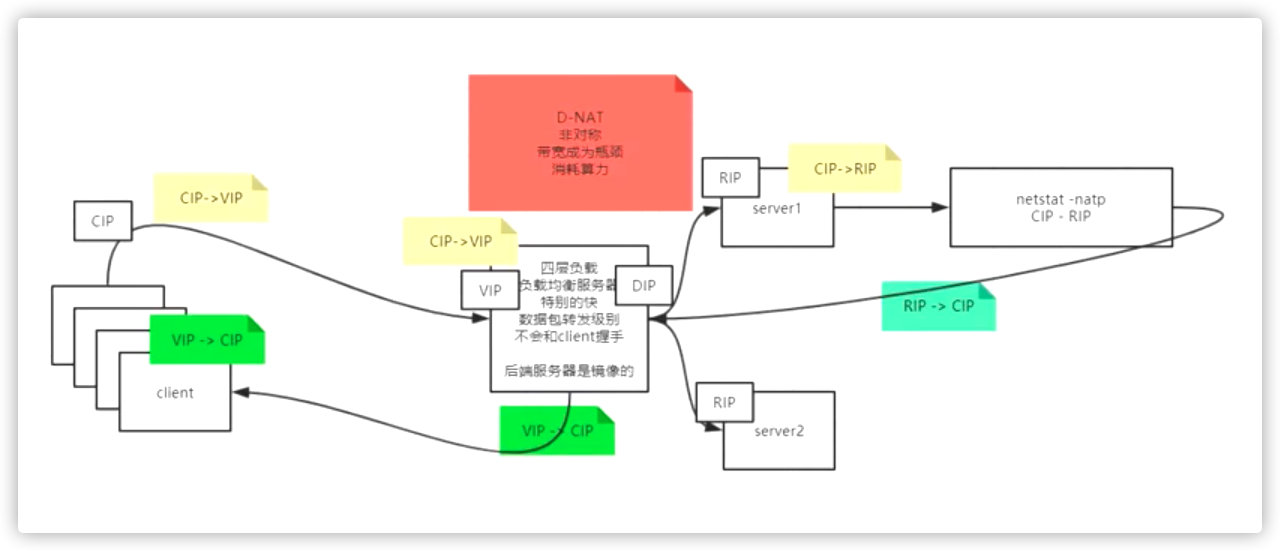 D-NAT
非对称
带宽成为瓶颈
消耗算力
CIP->VIP
CIP
CIP->VIP
VIP
四层负载
负载均衡服务器
特别的快
数据包转发级别
不会和client握手
后端服务器是镜像的
DIP
RIP
CIP->RIP
server1
netstat -natp
CIP - RIP
RIP -> CIP
VIP -> CIP
client
VIP -> CIP
RIP
server2